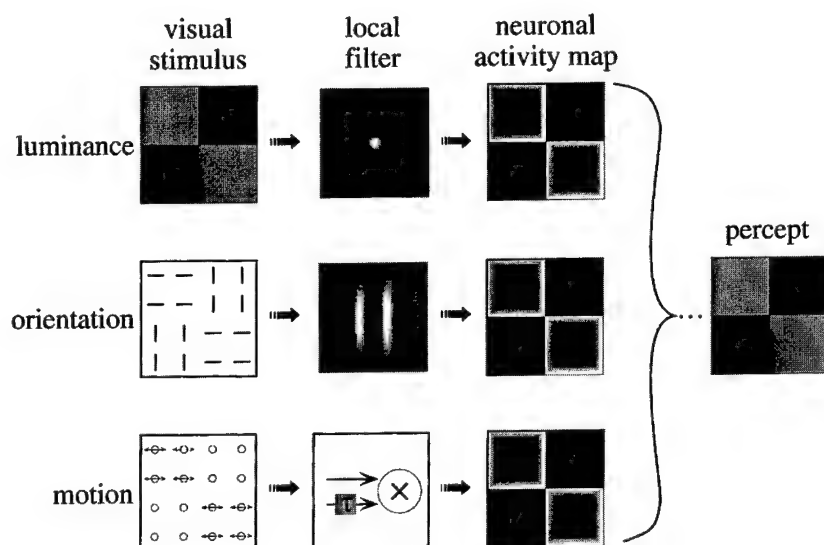 visual stimulus
local filter
neuronal activity map
luminance
percept
orientation
...
motion
τ
×